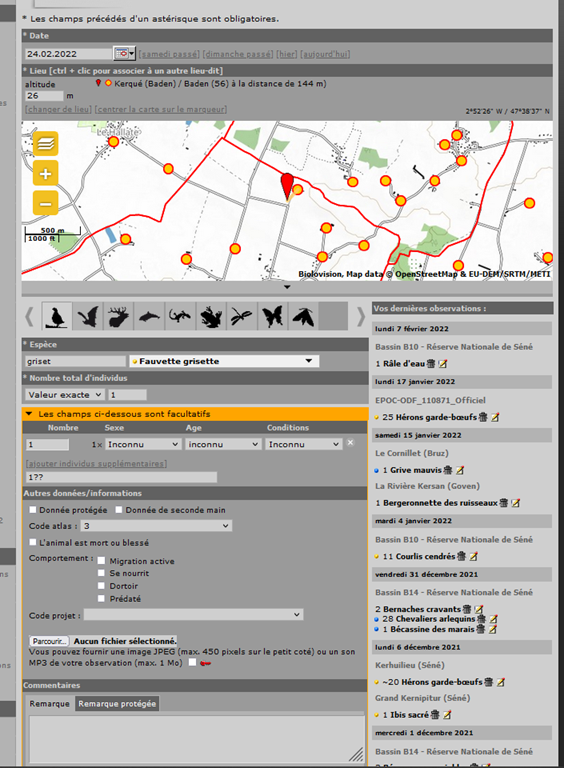 * Les champs précédés d'un astérisque sont obligatoires.
* Date
24.02.2022
[samedi passé] [dimanche passé] [hier] [aujourd'hui]
* Lieu [ctrl + clic pour associer à un autre lieu-dit]
altitude
Kerqué (Baden) / Baden (56) à la distance de 144 m)
26 m
[changer de lieu] [centrer la carte sur le marqueur]
2°52'26" W / 47°38'37" N
Le Hallate
+
−
500 m
1000 ft
Biolovision, Map data © OpenStreetMap & EU-DEM/SRTM/METI
* Espèce
griset
Fauvette grisette
* Nombre total d'individus
Valeur exacte 1
Les champs ci-dessous sont facultatifs
Nombre Sexe Age Conditions
1 1× Inconnu inconnu Inconnu
[ajouter individus supplémentaires]
1??
Autres données/informations
Donnée protégée Donnée de seconde main
Code atlas : 3
L'animal est mort ou blessé
Comportement : Migration active
Se nourrit
Dortoir
Prédaté
Code projet :
Parcourir... Aucun fichier sélectionné.
Vous pouvez fournir une image JPEG (max. 450 pixels sur le petit coté) ou un son
MP3 de votre observation (max. 1 Mo)
Commentaires
Remarque Remarque protégée
Vos dernières observations :
lundi 7 février 2022
Bassin B10 - Réserve Nationale de Séné
1 Râle d'eau
lundi 17 janvier 2022
EPOC-ODF_110871_Officiel
25 Hérons garde-bœufs
samedi 15 janvier 2022
Le Cornillet (Bruz)
1 Grive mauvis
La Rivière Kersan (Goven)
1 Bergeronnette des ruisseaux
mardi 4 janvier 2022
Bassin B10 - Réserve Nationale de Séné
11 Courlis cendrés
vendredi 31 décembre 2021
Bassin B14 - Réserve Nationale de Séné
2 Bernaches cravants
28 Chevaliers arlequins
1 Bécassine des marais
lundi 6 décembre 2021
Kerhuilieu (Séné)
~20 Hérons garde-bœufs
Grand Kernipitur (Séné)
1 Ibis sacré
mercredi 1 décembre 2021
Bassin B14 - Réserve Nationale de Séné